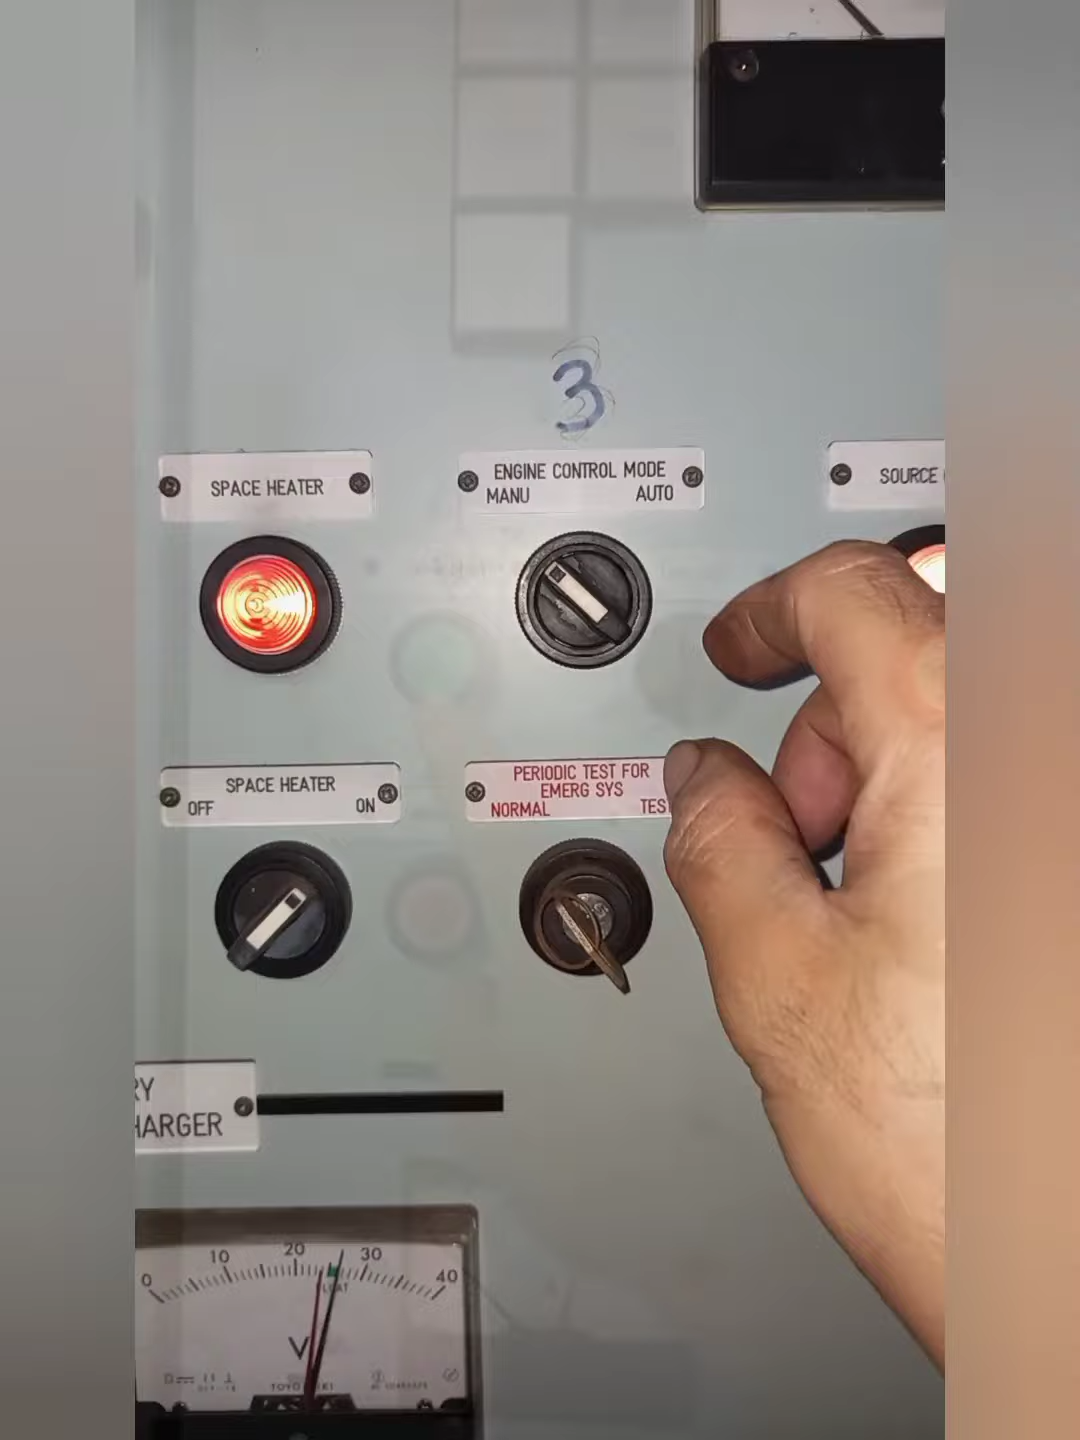 3
SPACE HEATER
ENGINE CONTROL MODE
MANU AUTO
SOURCE
SPACE HEATER
OFF ON
PERIODIC TEST FOR
EMERG SYS
NORMAL TES
RY
HARGER
0 10 20 30 40
V